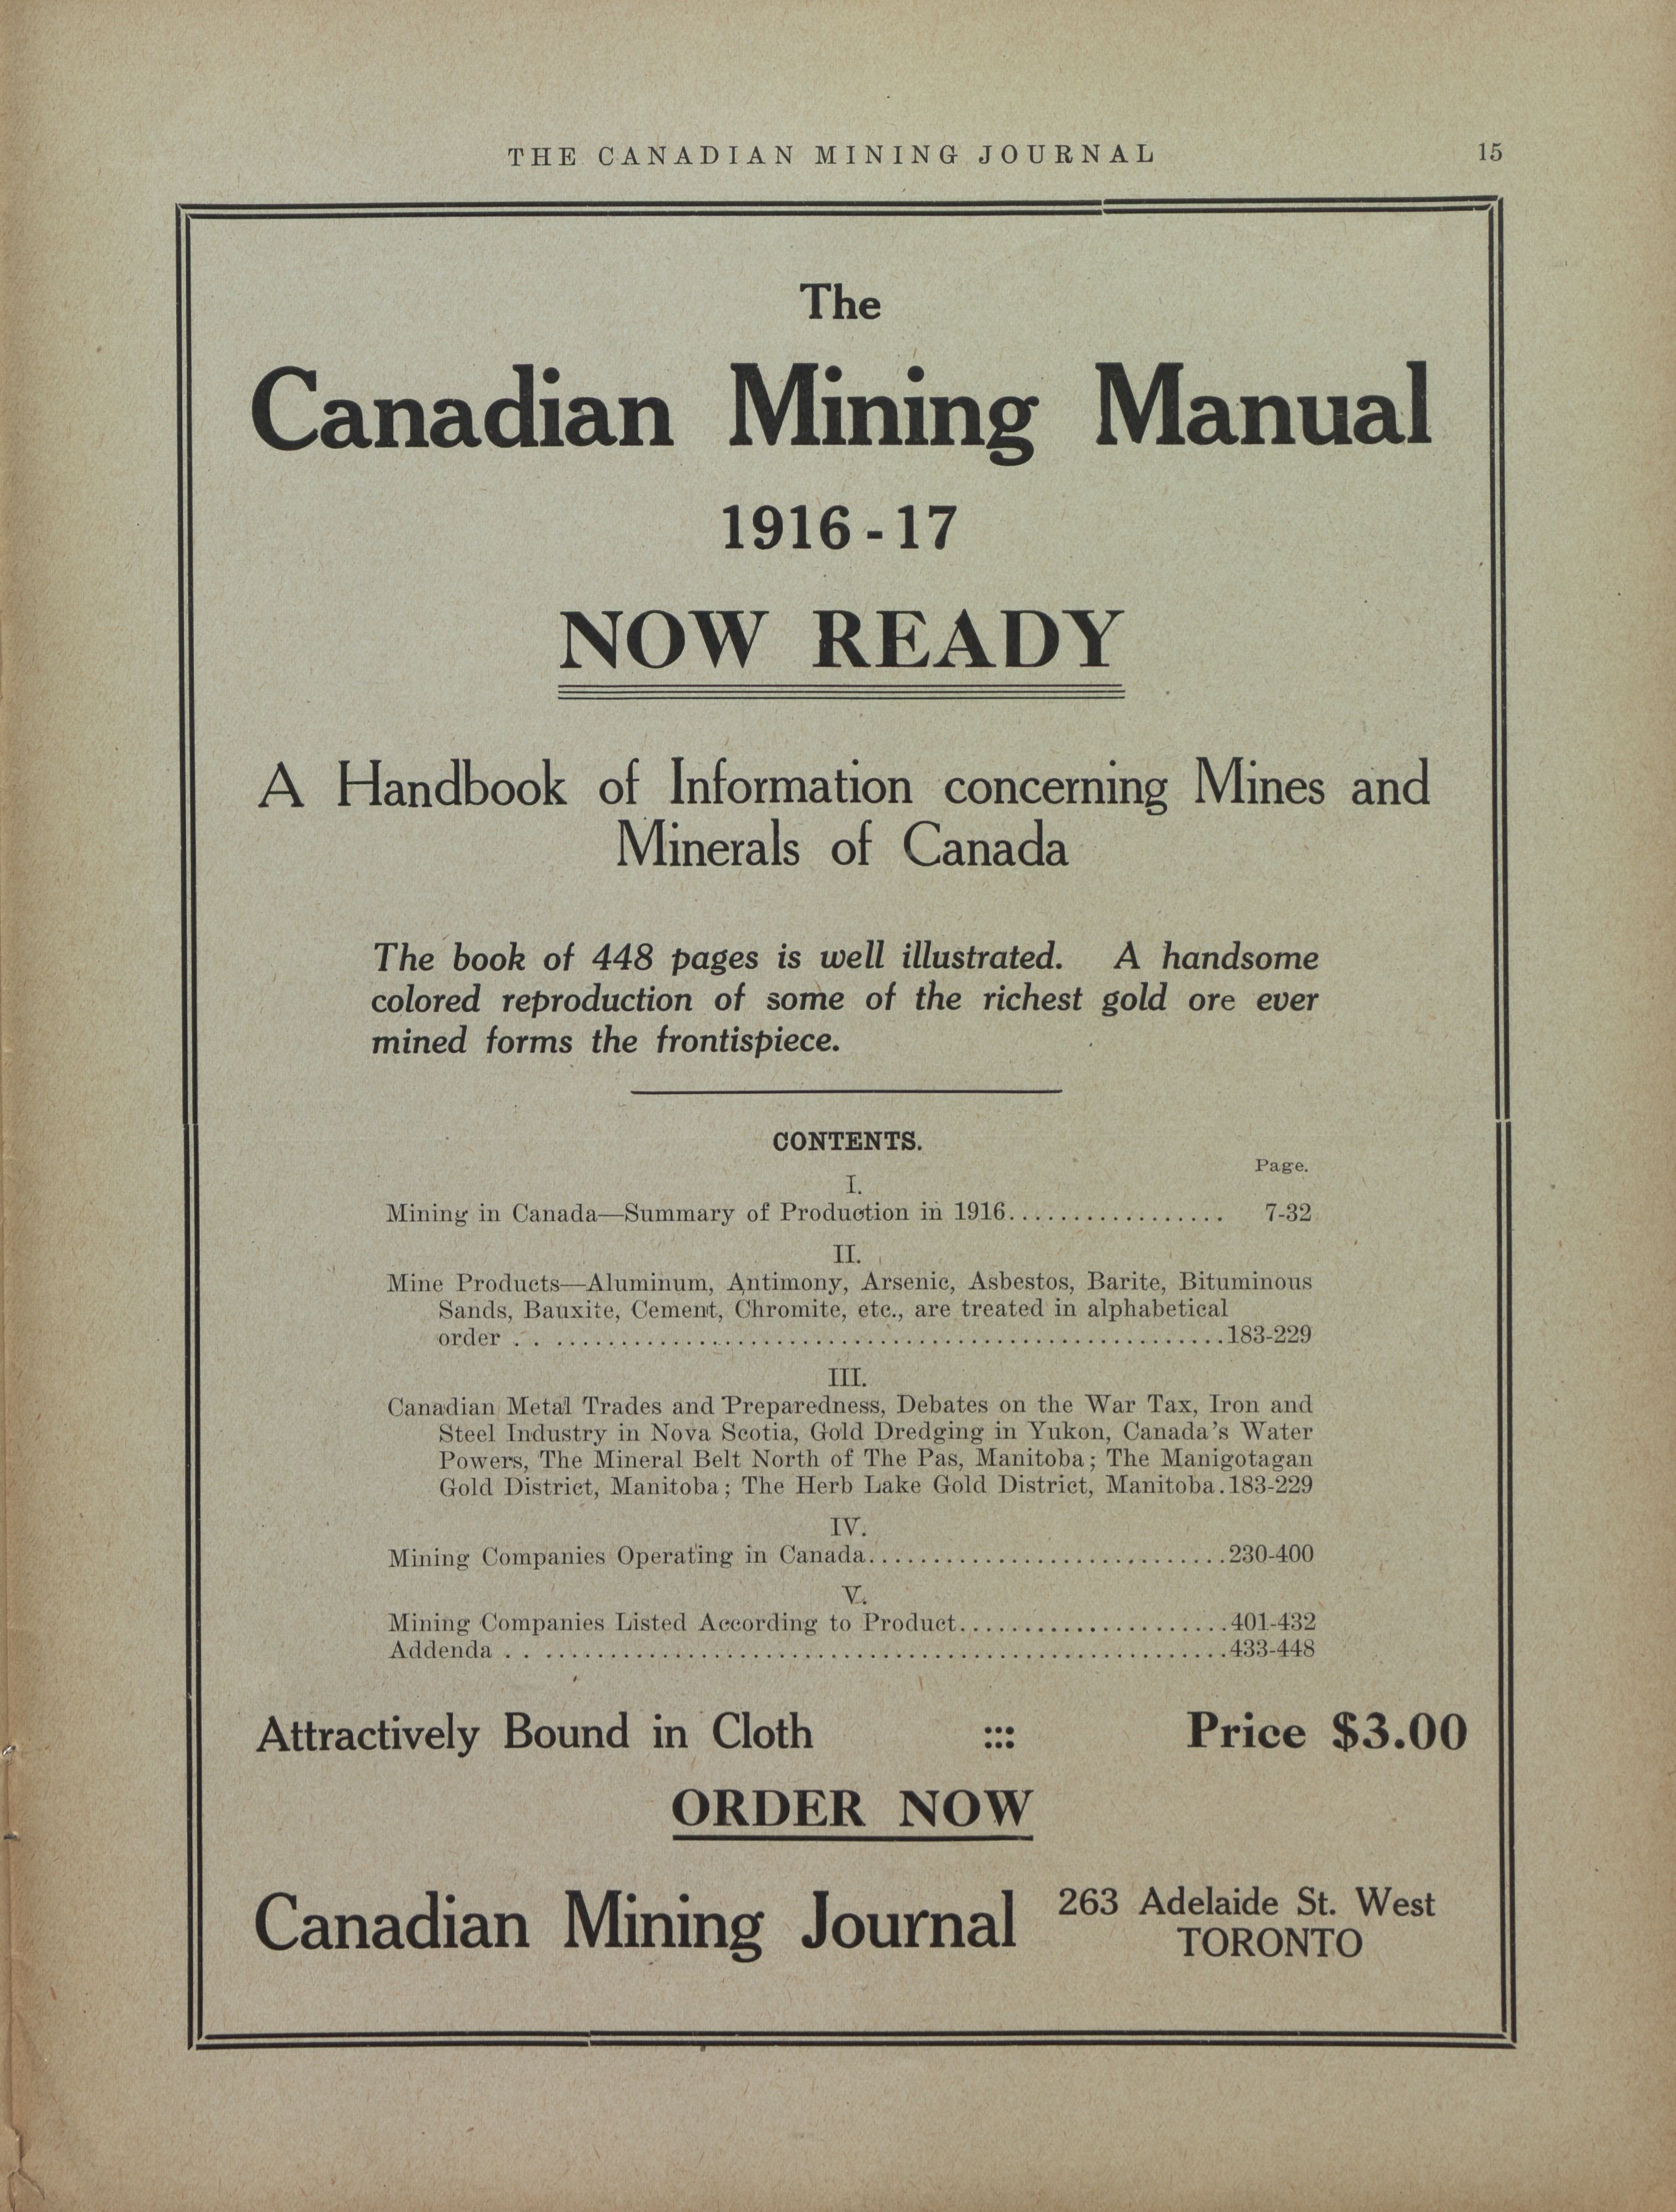 THE CANADIAN MINING JOURNAL 15
The
Canadian Mining Manual
1916-17
NOW READY
A Handbook of Information concerning Mines and
Minerals of Canada
The book of 448 pages is well illustrated. A handsome
colored reproduction of some of the richest gold ore ever
mined forms the frontispiece.
CONTENTS.
Page.
I.
Mining in Canada—Summary of Production in 1916................. 7-32
II.
Mine Products—Aluminum, Antimony, Arsenic, Asbestos, Barite, Bituminous
Sands, Bauxite, Cement, Chromite, etc., are treated in alphabetical
order . . ....................................................183-229
III.
Canadian Metal Trades and Preparedness, Debates on the War Tax, Iron and
Steel Industry in Nova Scotia, Gold Dredging in Yukon, Canada's Water
Powers, The Mineral Belt North of The Pas, Manitoba; The Manigotagan
Gold District, Manitoba; The Herb Lake Gold District, Manitoba.183-229
IV.
Mining Companies Operating in Canada............................230-400
V.
Mining Companies Listed According to Product.....................401-432
Addenda . . .....................................................433-448
Attractively Bound in Cloth ::: Price $3.00
ORDER NOW
Canadian Mining Journal 263 Adelaide St. West
TORONTO